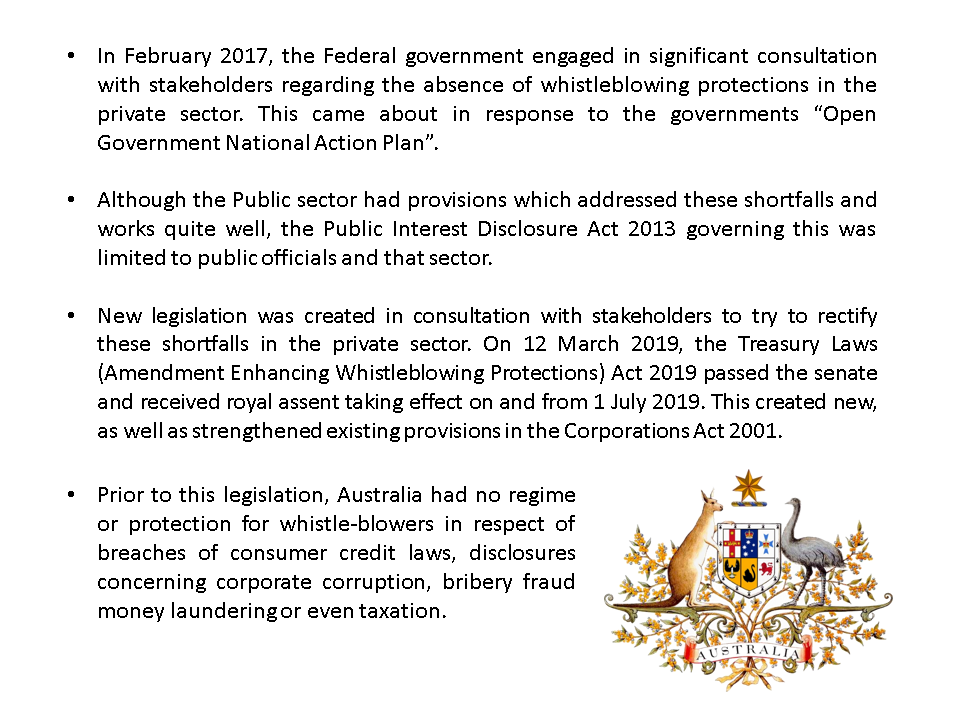 • In February 2017, the Federal government engaged in significant consultation
with stakeholders regarding the absence of whistleblowing protections in the
private sector. This came about in response to the governments “Open
Government National Action Plan”.
• Although the Public sector had provisions which addressed these shortfalls and
works quite well, the Public Interest Disclosure Act 2013 governing this was
limited to public officials and that sector.
• New legislation was created in consultation with stakeholders to try to rectify
these shortfalls in the private sector. On 12 March 2019, the Treasury Laws
(Amendment Enhancing Whistleblowing Protections) Act 2019 passed the senate
and received royal assent taking effect on and from 1 July 2019. This created new,
as well as strengthened existing provisions in the Corporations Act 2001.
• Prior to this legislation, Australia had no regime
or protection for whistle-blowers in respect of
breaches of consumer credit laws, disclosures
concerning corporate corruption, bribery fraud
money laundering or even taxation.
AUSTRALIA